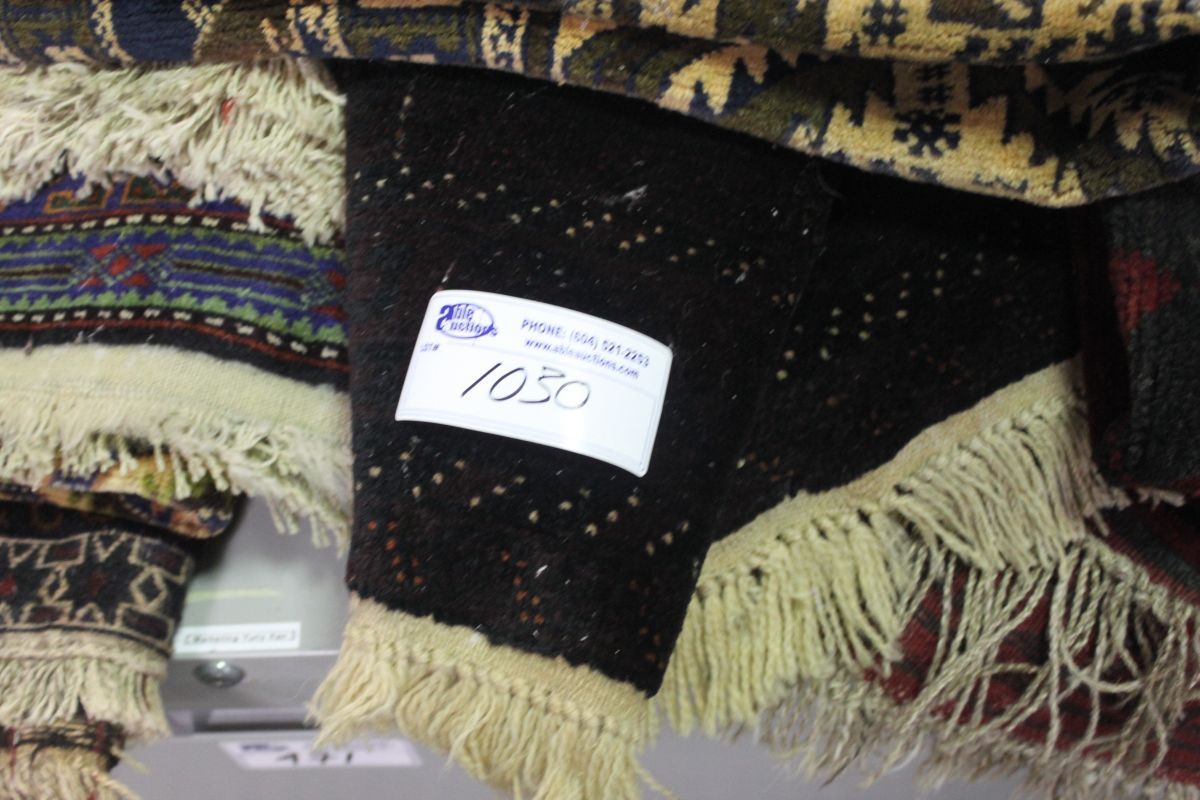 able auctions
PHONE: (604) 521-2253
www.ableauctions.com
LOT#
1030